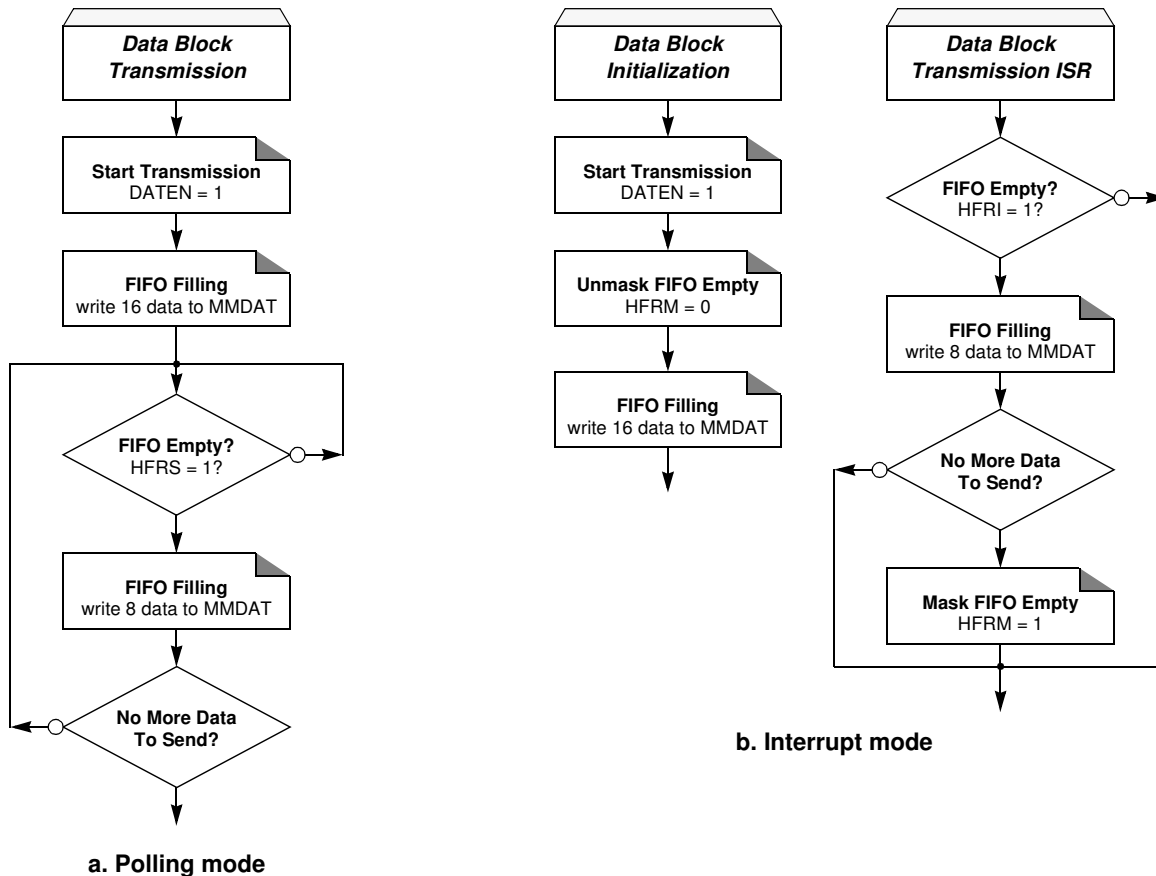 Data Block
Transmission
Start Transmission
DATEN = 1
FIFO Filling
write 16 data to MMDAT
FIFO Empty?
HFRS = 1?
FIFO Filling
write 8 data to MMDAT
No More Data
To Send?
a. Polling mode
Data Block
Initialization
Start Transmission
DATEN = 1
Unmask FIFO Empty
HFRM = 0
FIFO Filling
write 16 data to MMDAT
Data Block
Transmission ISR
FIFO Empty?
HFRI = 1?
FIFO Filling
write 8 data to MMDAT
No More Data
To Send?
Mask FIFO Empty
HFRM = 1
b. Interrupt mode